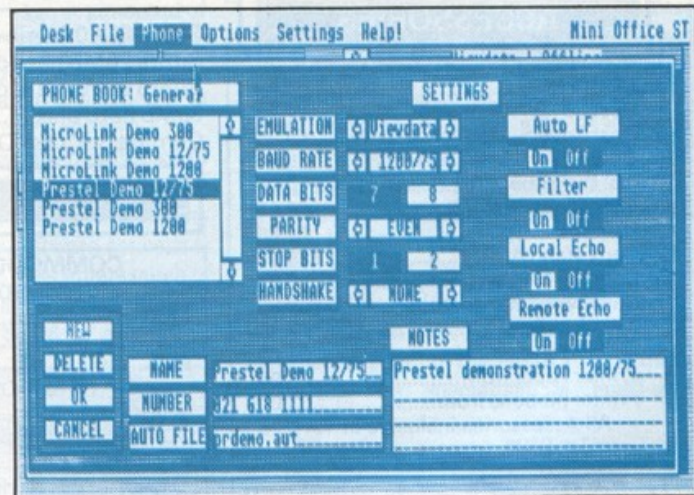 Desk File Phone Options Settings Help! Mini Office ST
Viewdata | Offline
PHONE BOOK: General
SETTINGS
MicroLink Demo 300
MicroLink Demo 12/75
MicroLink Demo 1200
Prestel Demo 12/75
Prestel Demo 300
Prestel Demo 1200
EMULATION Viewdata
BAUD RATE 1200/75
DATA BITS 7 8
PARITY EVEN
STOP BITS 1 2
HANDSHAKE NONE
Auto LF
On Off
Filter
On Off
Local Echo
On Off
Remote Echo
On Off
NEW
DELETE
OK
CANCEL
NAME Prestel Demo 12/75
NUMBER 021 618 1111
AUTO FILE prdemo.aut
NOTES
Prestel demonstration 1200/75